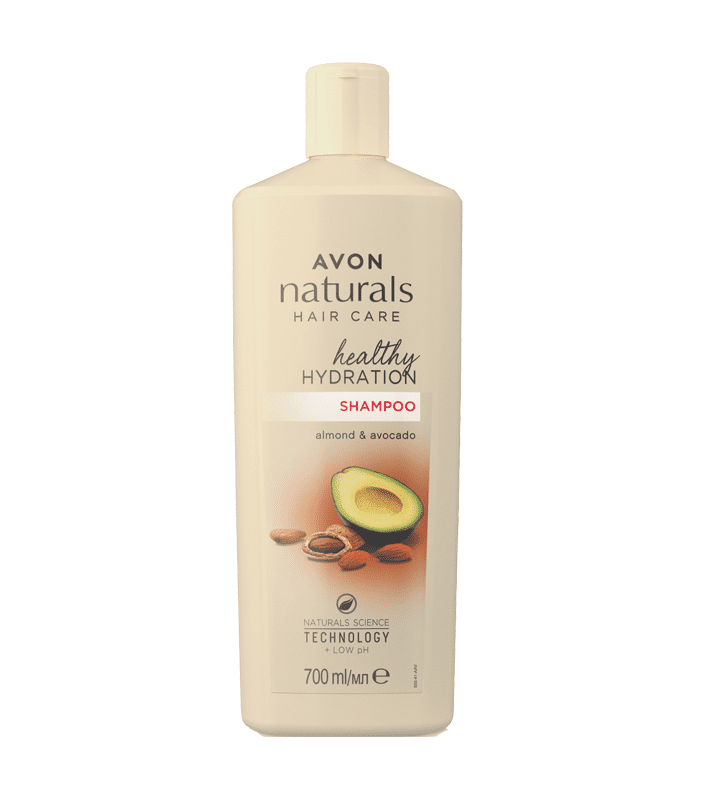 AVON
naturals
HAIR CARE
healthy
HYDRATION
SHAMPOO
almond & avocado
NATURALS SCIENCE
TECHNOLOGY
+ LOW pH
700 ml/мл ℮